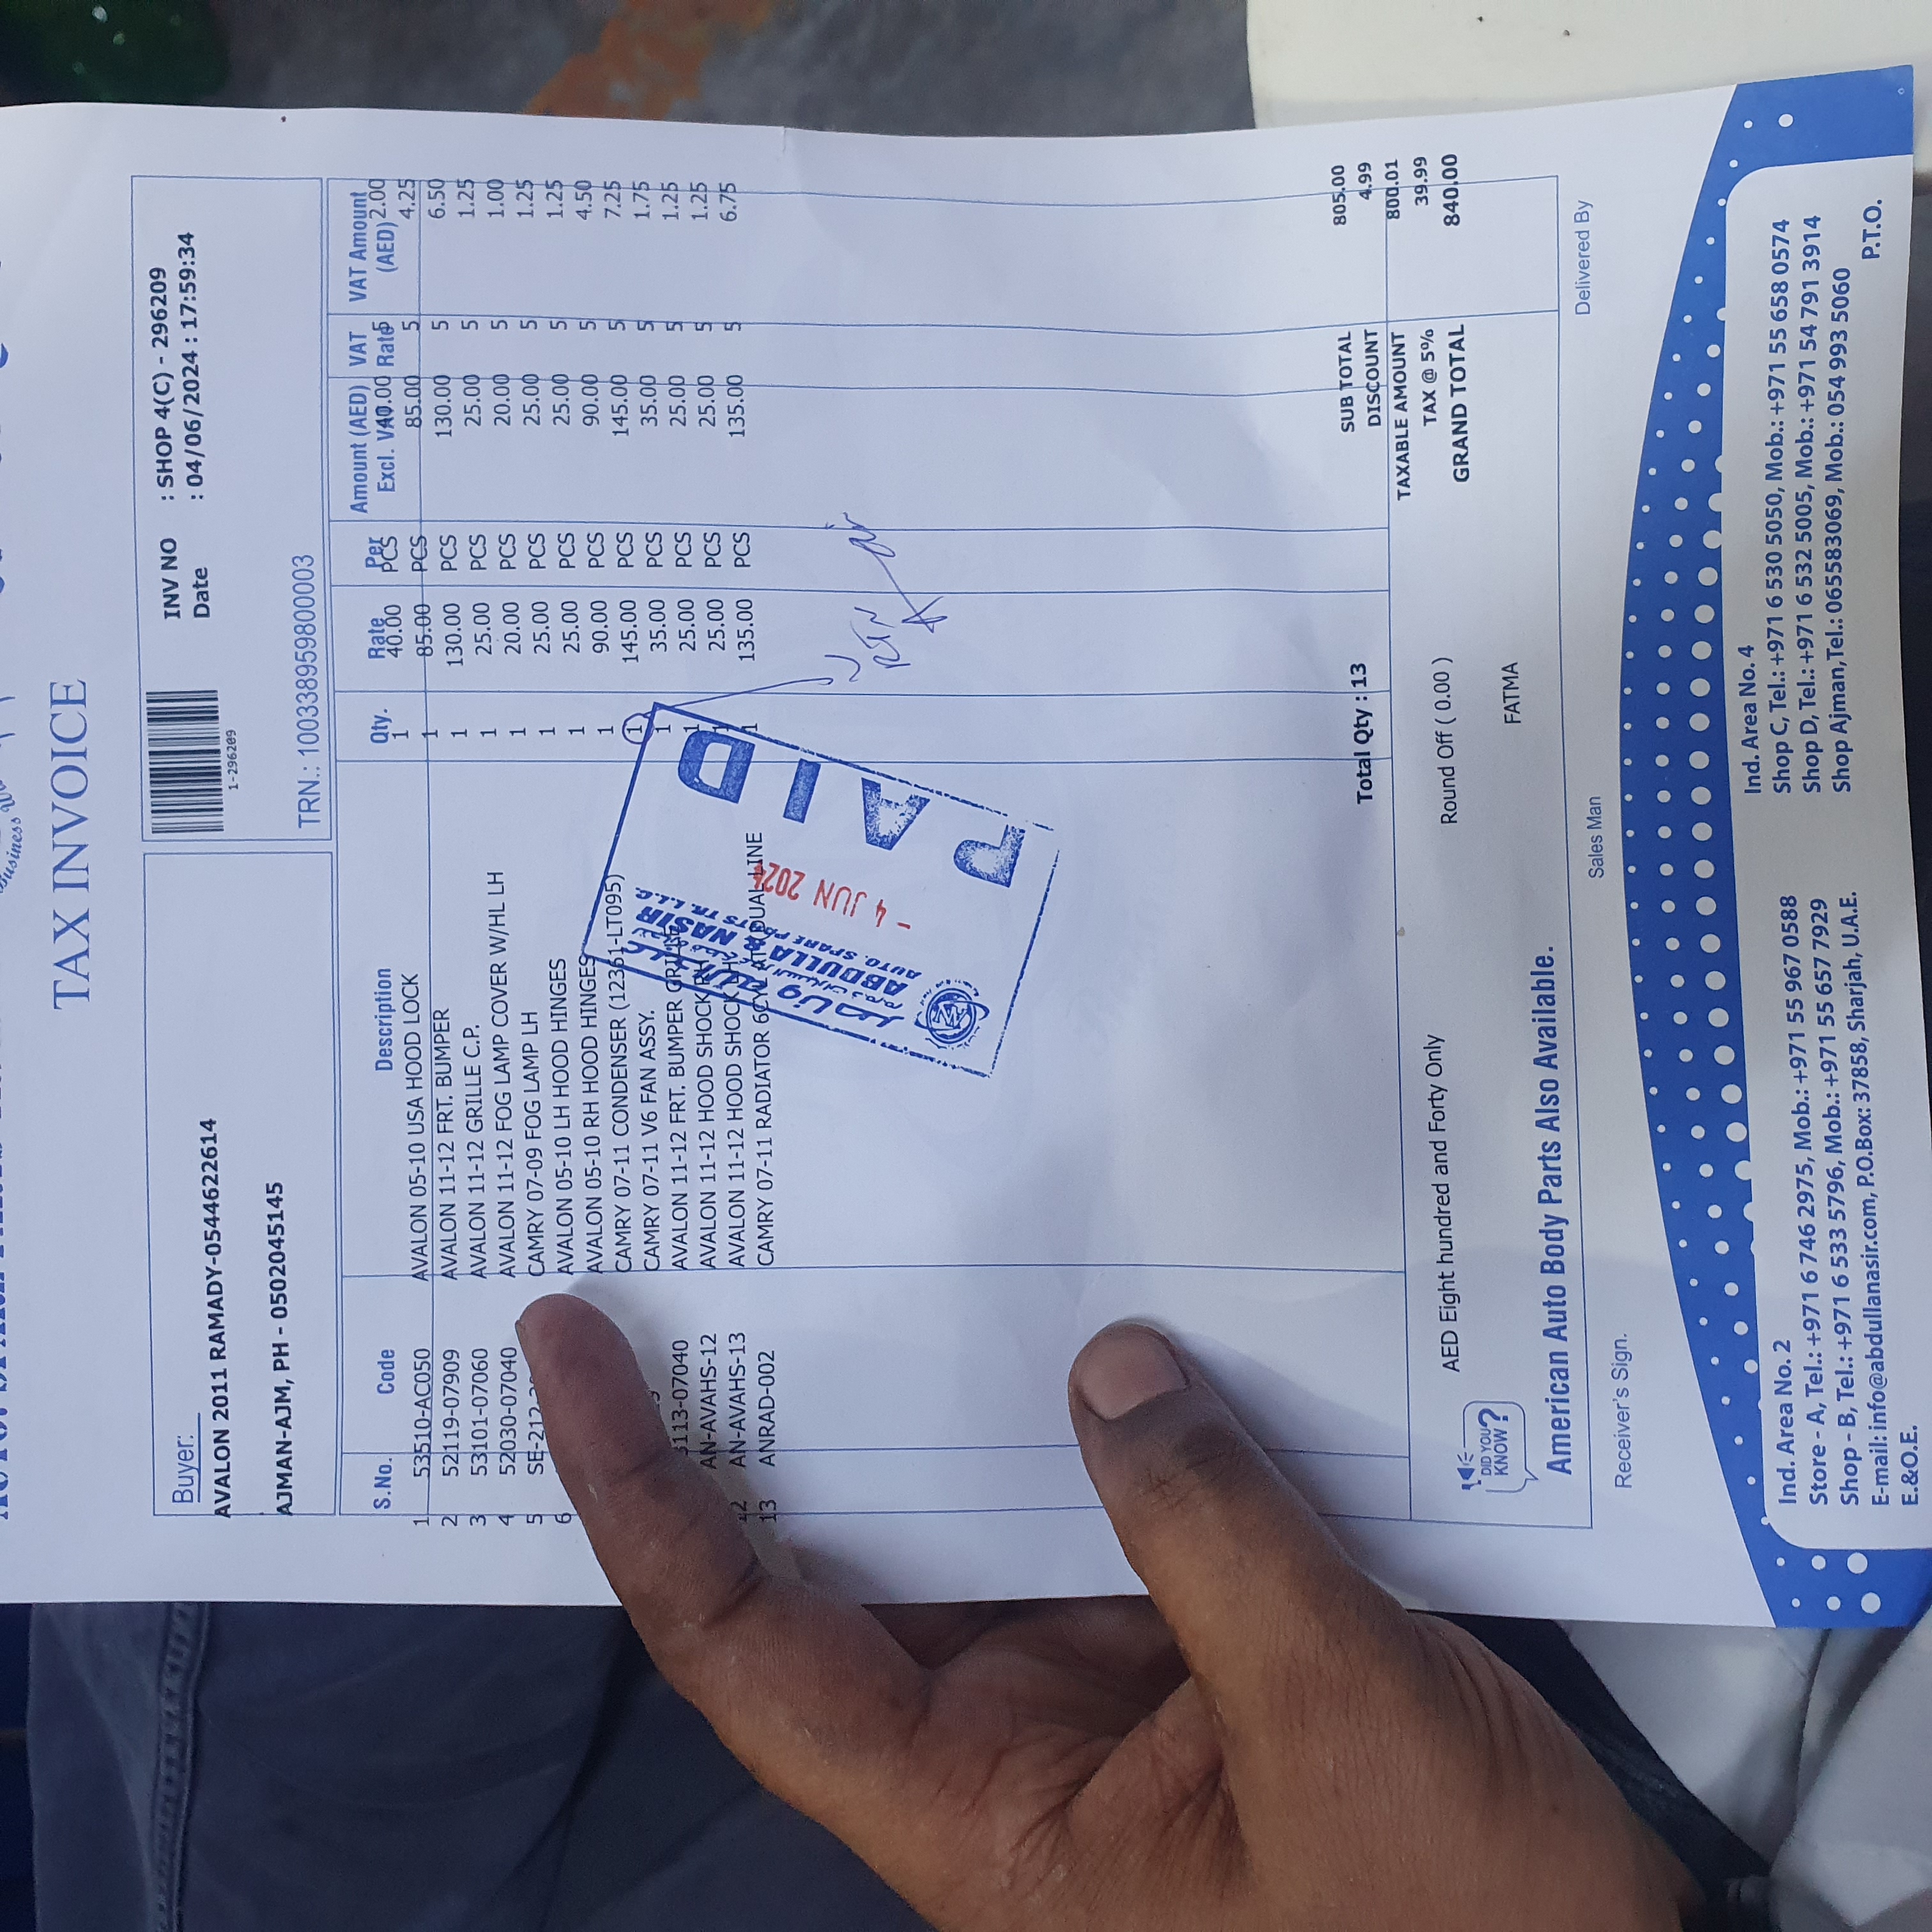 TAX INVOICE
Buyer:
AVALON 2011 RAMADY-0544622614
AJMAN-AJM, PH - 0502045145
1-296209
INV NO : SHOP 4(C) - 296209
Date : 04/06/2024 : 17:59:34
TRN.: 100338959800003
S.No. Code Description Qty. Rate Per Amount (AED) Excl. VAT VAT Rate VAT Amount (AED)
1 53510-AC050 AVALON 05-10 USA HOOD LOCK 1 40.00 PCS 40.00 5 2.00
2 52119-07909 AVALON 11-12 FRT. BUMPER 1 85.00 PCS 85.00 5 4.25
3 53101-07060 AVALON 11-12 GRILLE C.P. 1 130.00 PCS 130.00 5 6.50
4 52030-07040 AVALON 11-12 FOG LAMP COVER W/HL LH 1 25.00 PCS 25.00 5 1.25
5 CAMRY 07-09 FOG LAMP LH 1 20.00 PCS 20.00 5 1.00
6 AVALON 05-10 LH HOOD HINGES 1 25.00 PCS 25.00 5 1.25
AVALON 05-10 RH HOOD HINGES 1 25.00 PCS 25.00 5 1.25
CAMRY 07-11 CONDENSER (12361-LT095) 1 90.00 PCS 90.00 5 4.50
CAMRY 07-11 V6 FAN ASSY. 1 145.00 PCS 145.00 5 7.25
AVALON 11-12 FRT. BUMPER GRILLE 1 35.00 PCS 35.00 5 1.75
AN-AVAHS-12 AVALON 11-12 HOOD SHOCK RH 1 25.00 PCS 25.00 5 1.25
12 AN-AVAHS-13 AVALON 11-12 HOOD SHOCK LH 1 25.00 PCS 25.00 5 1.25
13 ANRAD-002 CAMRY 07-11 RADIATOR 6CYL AT DUAL LINE 1 135.00 PCS 135.00 5 6.75
ABDULLA & NASIR
AUTO. SPARE PARTS TR. L.L.C.
- 4 JUN 2024
PAID
RTN
Total Qty : 13
SUB TOTAL 805.00
DISCOUNT 4.99
TAXABLE AMOUNT 800.01
TAX @ 5% 39.99
GRAND TOTAL 840.00
AED Eight hundred and Forty Only
Round Off ( 0.00 )
FATMA
DID YOU KNOW ?
American Auto Body Parts Also Available.
Receiver's Sign.
Sales Man
Delivered By
Ind. Area No. 2
Store - A, Tel.: +971 6 746 2975, Mob.: +971 55 967 0588
Shop - B, Tel.: +971 6 533 5796, Mob.: +971 55 657 7929
E-mail: info@abdullanasir.com, P.O.Box: 37858, Sharjah, U.A.E.
E.&O.E.
Ind. Area No. 4
Shop C, Tel.: +971 6 530 5050, Mob.: +971 55 658 0574
Shop D, Tel.: +971 6 532 5005, Mob.: +971 54 791 3914
Shop Ajman,Tel.: 065583069, Mob.: 054 993 5060
P.T.O.